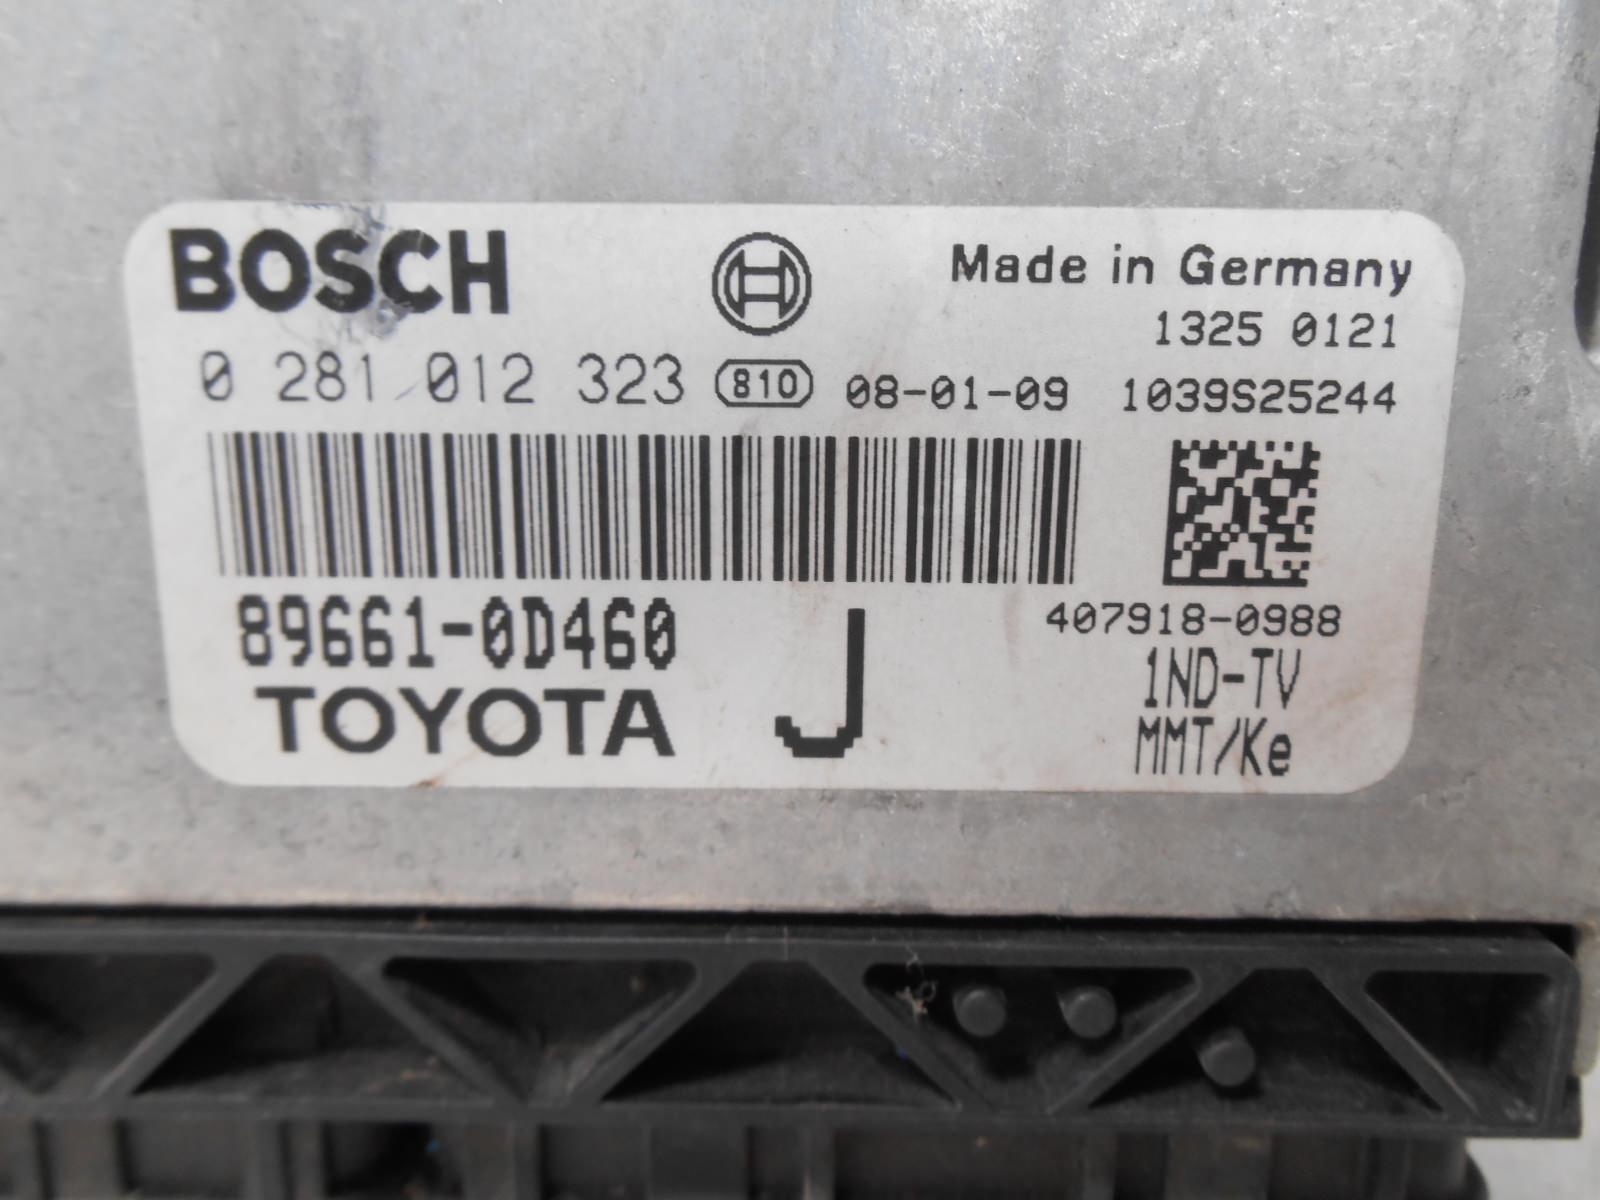 BOSCH
Made in Germany
1325 0121
0 281 012 323 810 08-01-09 1039S25244
89661-0D460
407918-0988
TOYOTA
J
1ND-TV
MMT/Ke